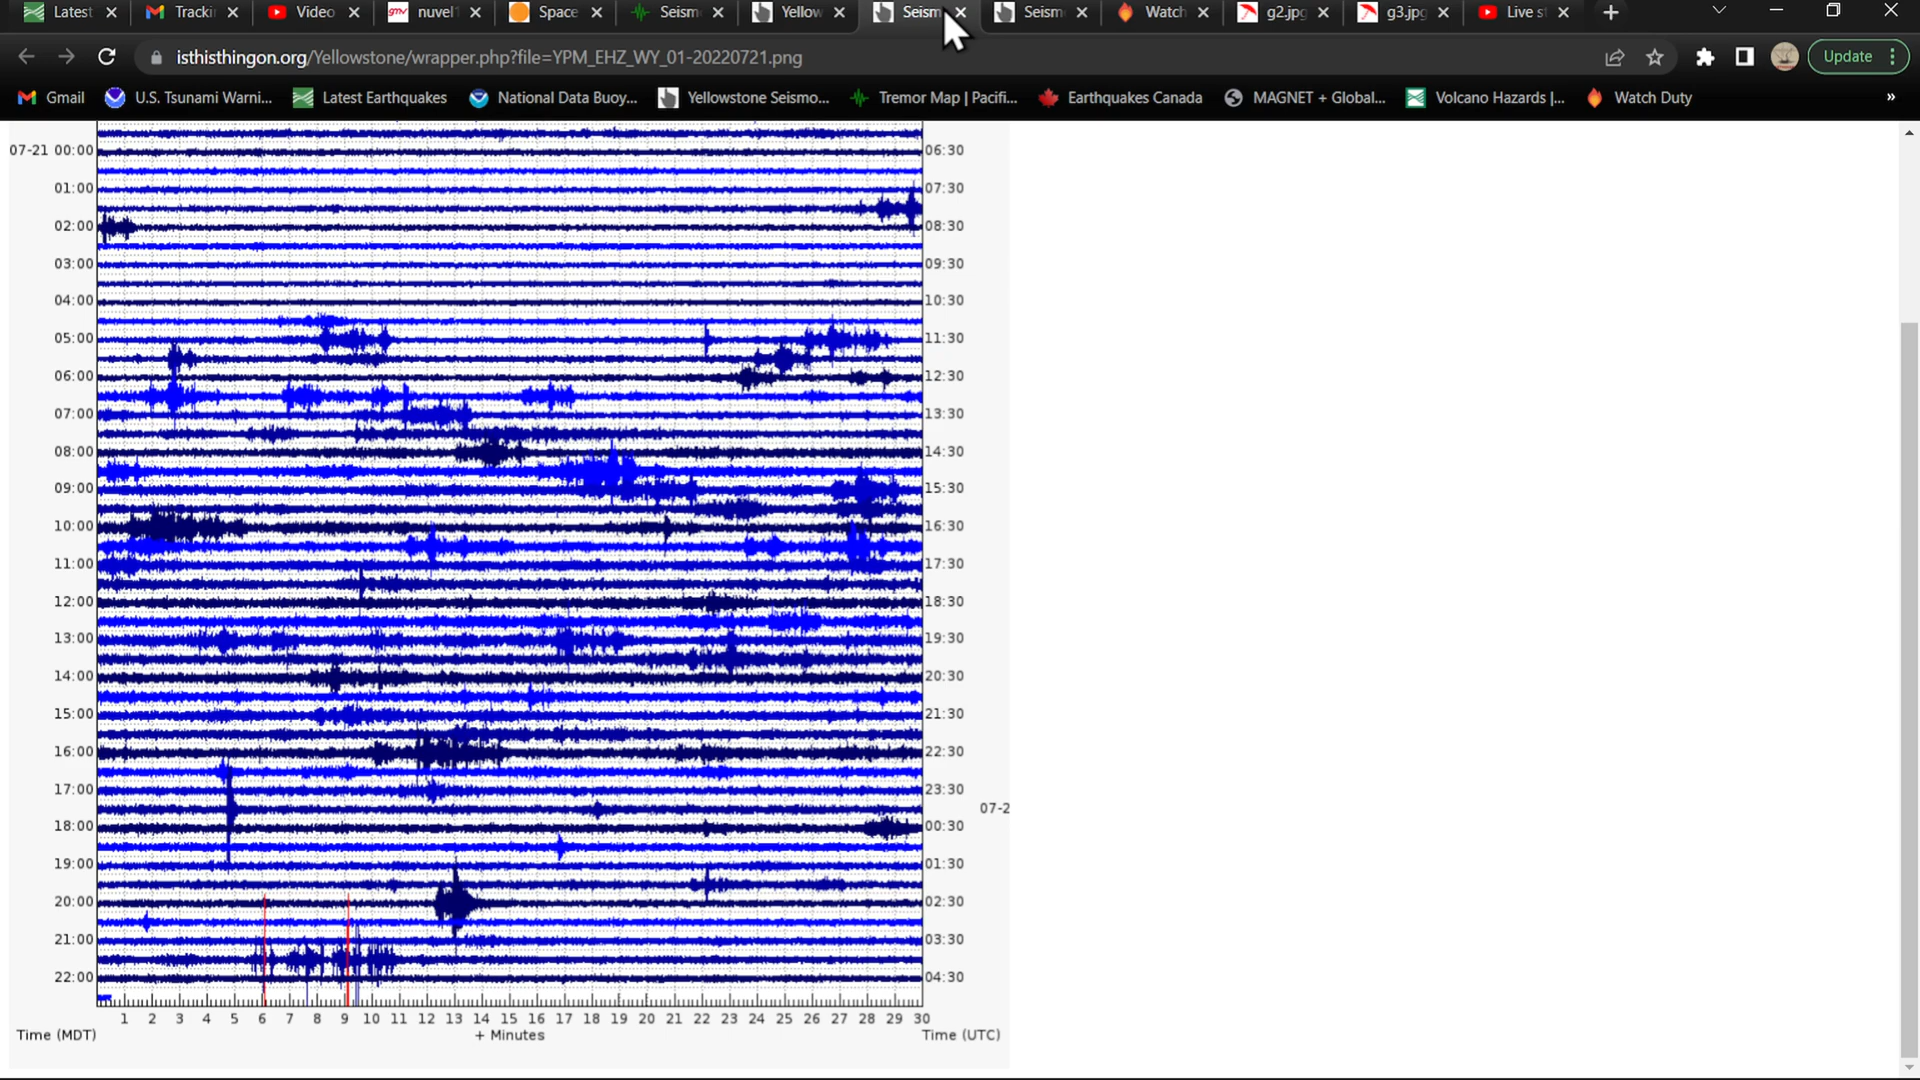 Latest
Tracki
Video
nuvel1
Space
Seism
Yellow
Seism
Seism
Watch
g2.jpg
g3.jpg
Live s
isthisthingon.org/Yellowstone/wrapper.php?file=YPM_EHZ_WY_01-20220721.png
Update
Gmail
U.S. Tsunami Warni...
Latest Earthquakes
National Data Buoy...
Yellowstone Seismo...
Tremor Map | Pacifi...
Earthquakes Canada
MAGNET + Global...
Volcano Hazards |...
Watch Duty
»
07-21 00:00 06:30
01:00 07:30
02:00 08:30
03:00 09:30
04:00 10:30
05:00 11:30
06:00 12:30
07:00 13:30
08:00 14:30
09:00 15:30
10:00 16:30
11:00 17:30
12:00 18:30
13:00 19:30
14:00 20:30
15:00 21:30
16:00 22:30
17:00 23:30
07-2
18:00 00:30
19:00 01:30
20:00 02:30
21:00 03:30
22:00 04:30
1 2 3 4 5 6 7 8 9 10 11 12 13 14 15 16 17 18 19 20 21 22 23 24 25 26 27 28 29 30
Time (MDT) + Minutes Time (UTC)